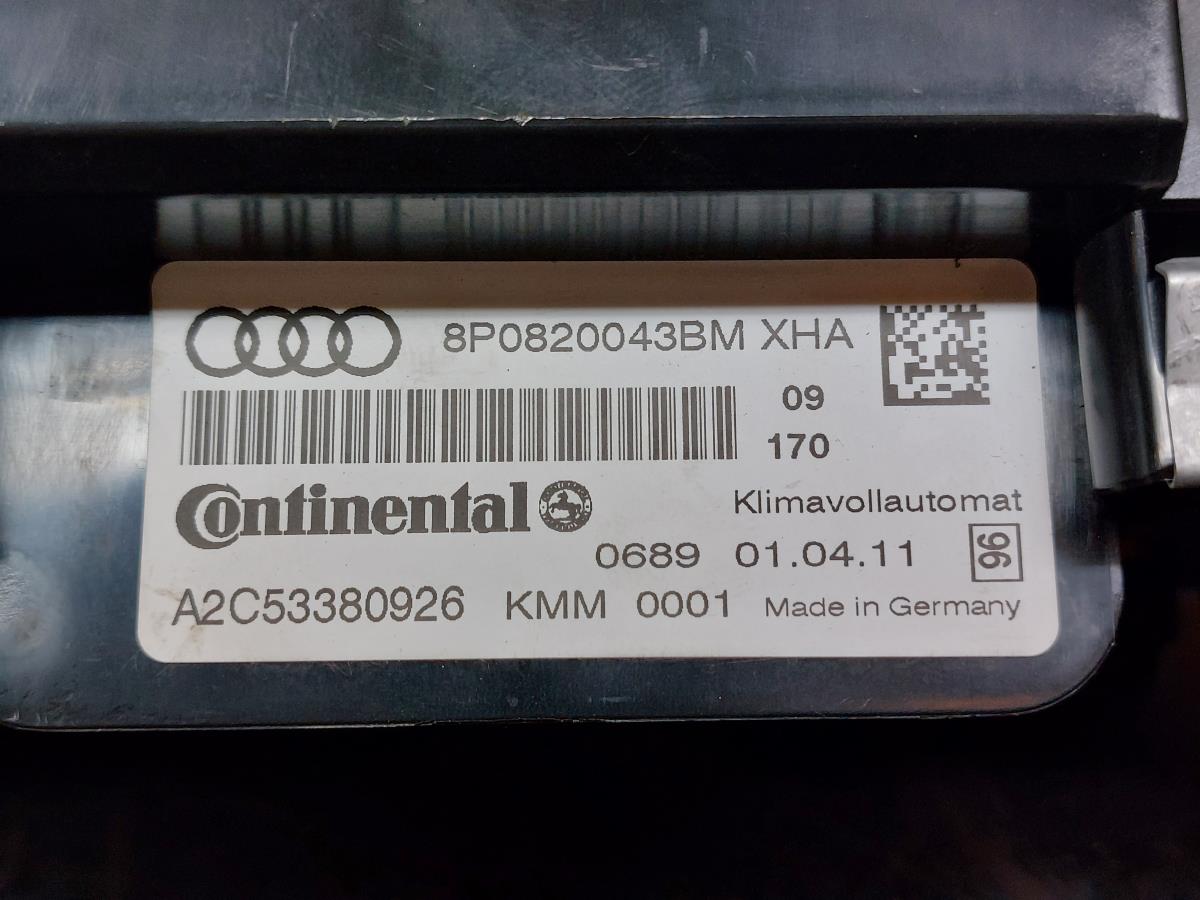 8P0820043BM XHA
09
170
Continental
Klimavollautomat
0689 01.04.11 96
A2C53380926 KMM 0001 Made in Germany